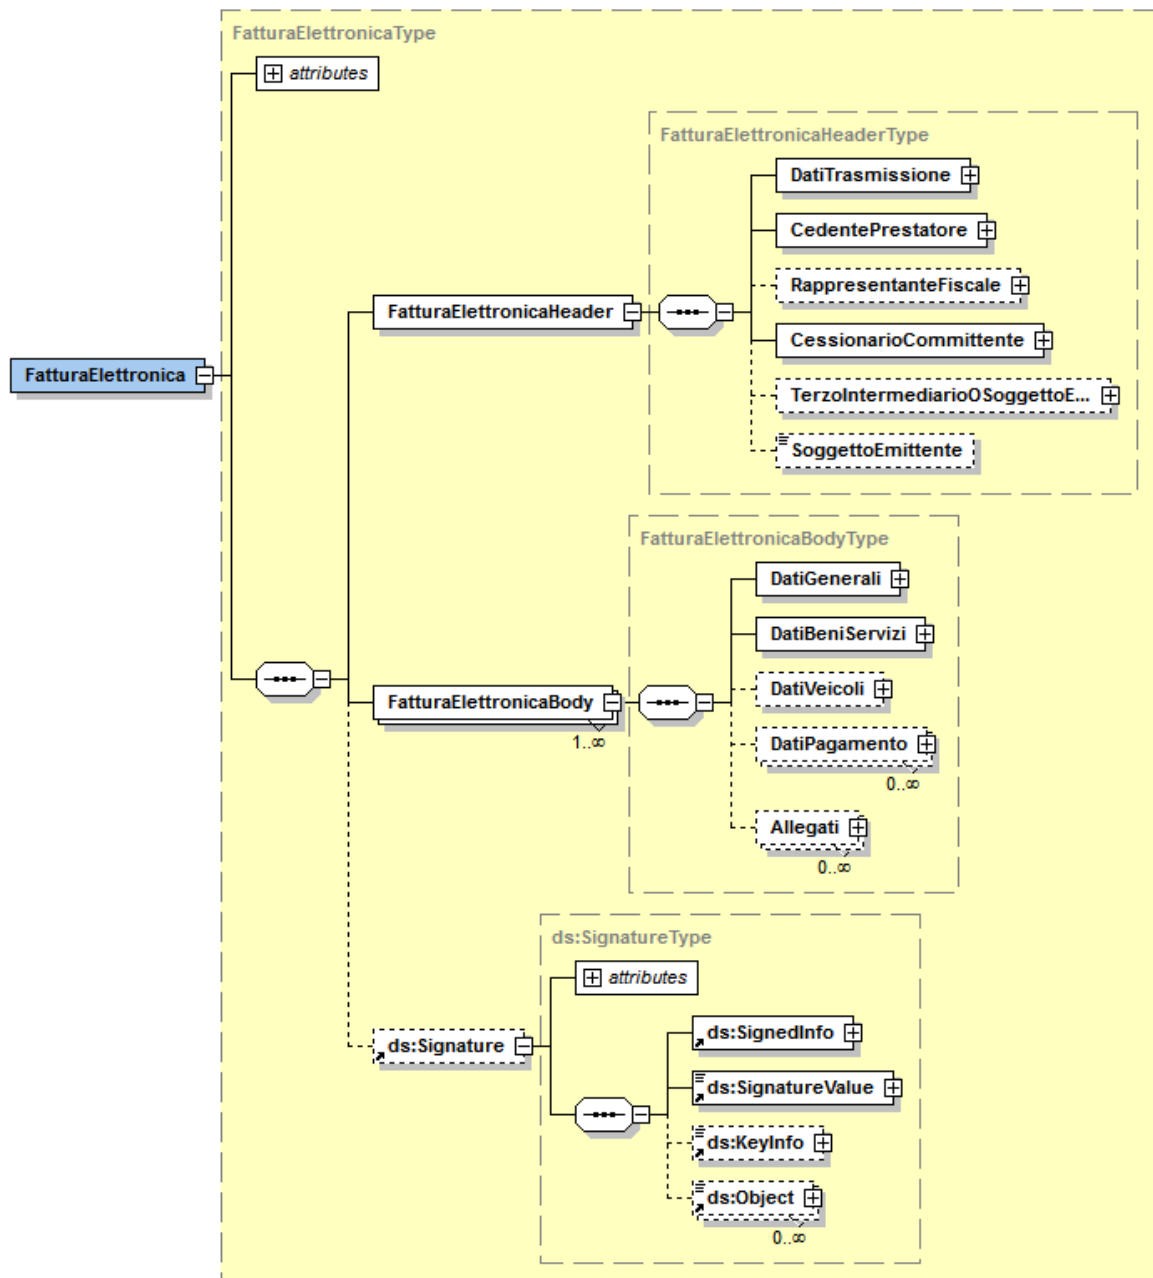 FatturaElettronicaType
attributes
FatturaElettronicaHeaderType
DatiTrasmissione
CedentePrestatore
RappresentanteFiscale
FatturaElettronicaHeader
CessionarioCommittente
FatturaElettronica
TerzoIntermediarioOSoggettoE...
SoggettoEmittente
FatturaElettronicaBodyType
DatiGenerali
DatiBeniServizi
DatiVeicoli
FatturaElettronicaBody
1..∞
DatiPagamento
0..∞
Allegati
0..∞
ds:SignatureType
attributes
ds:SignedInfo
ds:Signature
ds:SignatureValue
ds:KeyInfo
ds:Object
0..∞